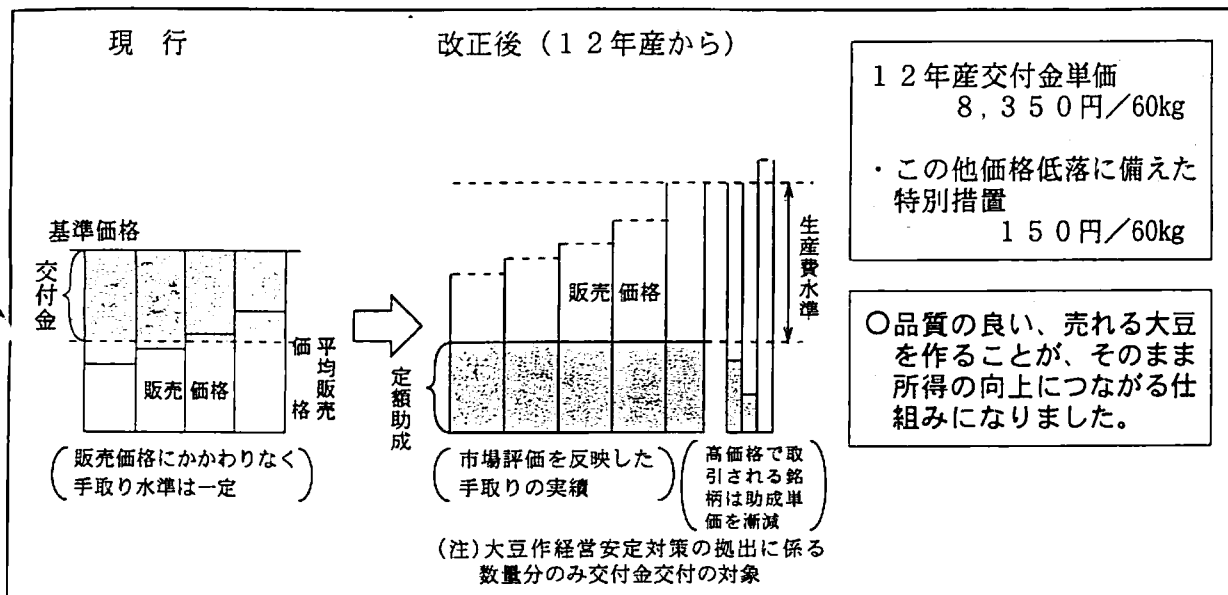 現　行
改正後（１２年産から）
基準価格
交付金
販売 価格
平均販売
価格
（販売価格にかかわりなく
手取り水準は一定）
販売 価格
定額助成
生産費水準
（市場評価を反映した
手取りの実績）
（高価格で取
引される銘
柄は助成単
価を漸減）
（注）大豆作経営安定対策の拠出に係る
数量分のみ交付金交付の対象
１２年産交付金単価
８，３５０円／60kg
・この他価格低落に備えた
特別措置
１５０円／60kg
○品質の良い、売れる大豆
を作ることが、そのまま
所得の向上につながる仕
組みになりました。